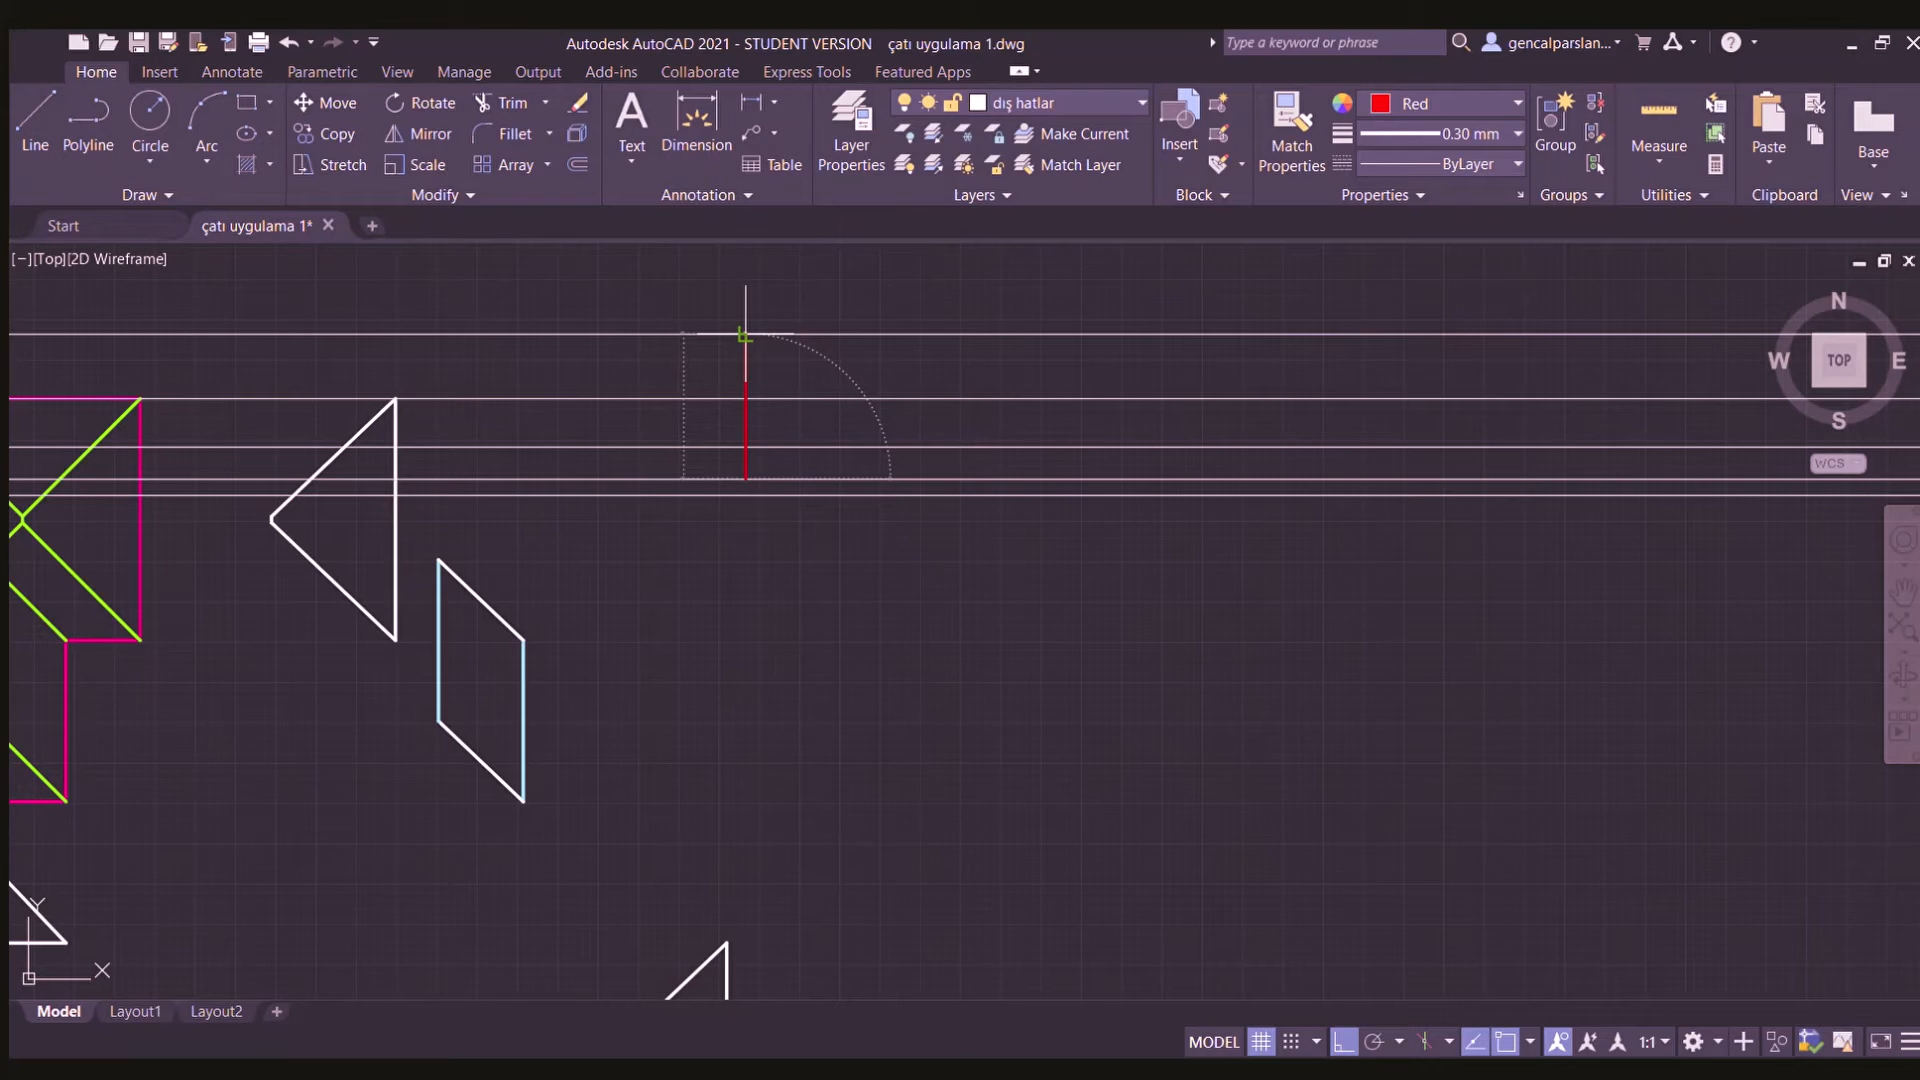 Autodesk AutoCAD 2021 - STUDENT VERSION çatı uygulama 1.dwg Type a keyword or phrase gencalparslan...
Home Insert Annotate Parametric View Manage Output Add-ins Collaborate Express Tools Featured Apps
Line Polyline Circle Arc
Move Rotate Trim
Copy Mirror Fillet
Stretch Scale Array
Text Dimension Table
Layer Properties
dış hatlar
Make Current
Match Layer
Insert
Match Properties
Red
0.30 mm
ByLayer
Group Measure Paste Base
Draw Modify Annotation Layers Block Properties Groups Utilities Clipboard View
Start çatı uygulama 1*
[−][Top][2D Wireframe]
N
W TOP E
S
WCS
Y
X
Model Layout1 Layout2
MODEL 1:1